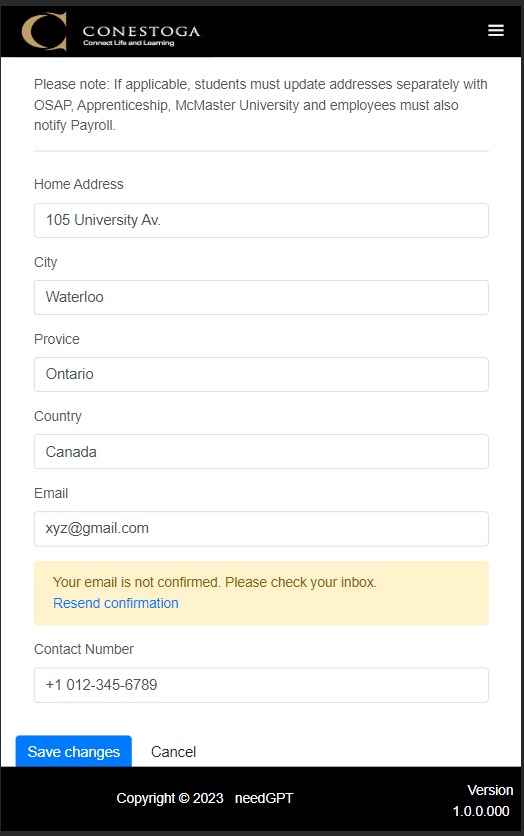 CONESTOGA
Connect Life and Learning
Please note: If applicable, students must update addresses separately with
OSAP, Apprenticeship, McMaster University and employees must also
notify Payroll.
Home Address
105 University Av.
City
Waterloo
Provice
Ontario
Country
Canada
Email
xyz@gmail.com
Your email is not confirmed. Please check your inbox.
Resend confirmation
Contact Number
+1 012-345-6789
Save changes Cancel
Copyright © 2023 needGPT
Version
1.0.0.000